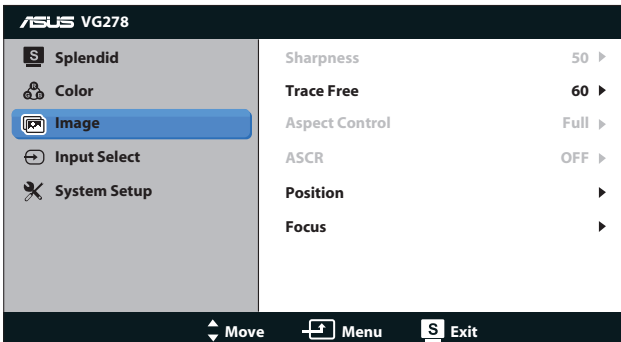 ASUS VG278
S Splendid
Color
Image
Input Select
System Setup
Sharpness 50
Trace Free 60
Aspect Control Full
ASCR OFF
Position
Focus
Move Menu S Exit